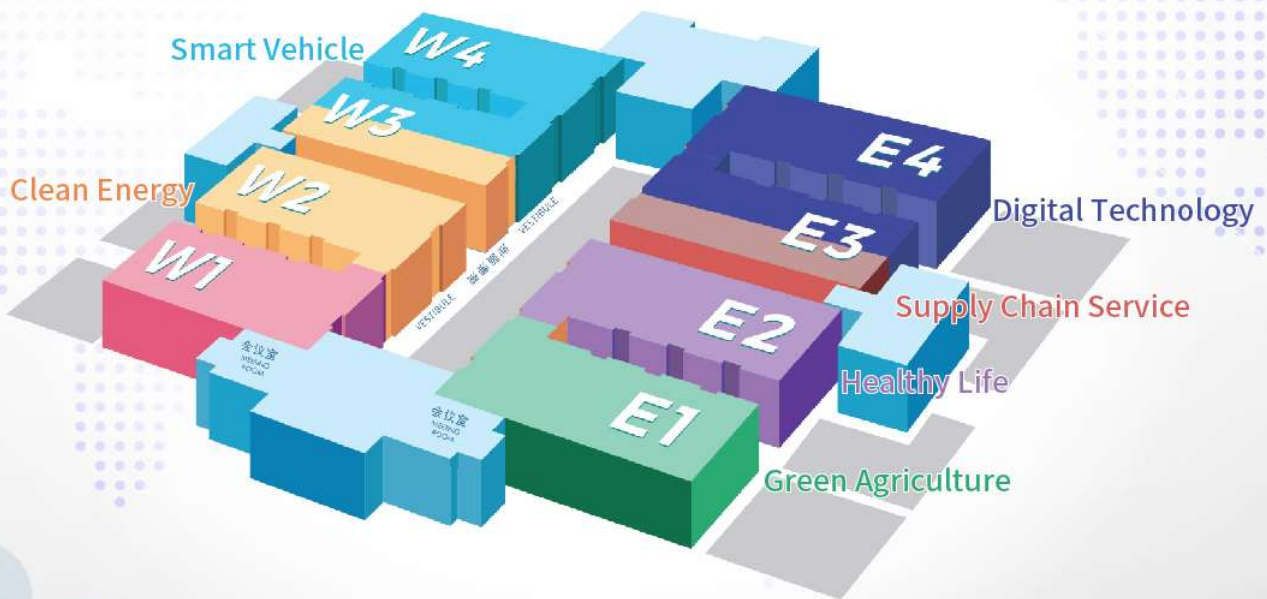 Smart Vehicle
W4
W3
Clean Energy
W2
W1
E4
Digital Technology
E3
Supply Chain Service
E2
Healthy Life
E1
Green Agriculture
VESTIBULE
VESTIBULE
会议室
MEETING
ROOM
会议室
MEETING
ROOM